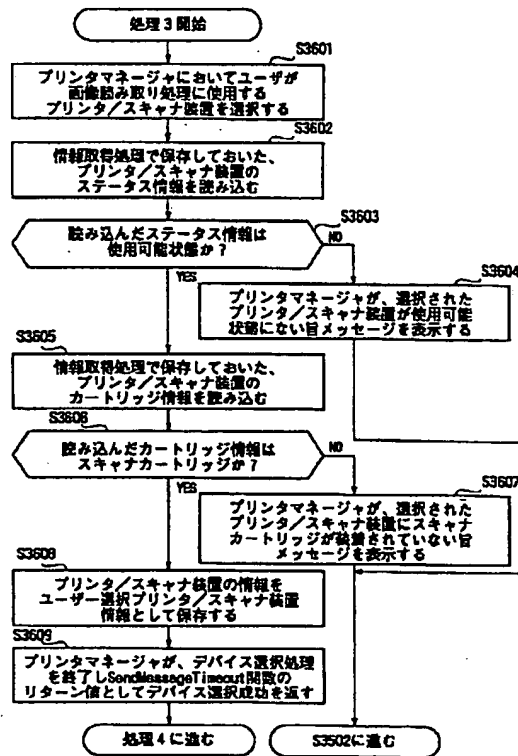 処理3開始
S3601
プリンタマネージャにおいてユーザが
画像読み取り処理に使用する
プリンタ／スキャナ装置を選択する
S3602
情報取得処理で保存しておいた、
プリンタ／スキャナ装置の
ステータス情報を読み込む
S3603
読み込んだステータス情報は
使用可能状態か？
NO
YES
S3604
プリンタマネージャが、選択された
プリンタ／スキャナ装置が使用可能
状態にない旨メッセージを表示する
S3605
情報取得処理で保存しておいた、
プリンタ／スキャナ装置の
カートリッジ情報を読み込む
S3606
読み込んだカートリッジ情報は
スキャナカートリッジか？
NO
YES
S3607
プリンタマネージャが、選択された
プリンタ／スキャナ装置にスキャナ
カートリッジが装着されていない旨
メッセージを表示する
S3608
プリンタ／スキャナ装置の情報を
ユーザー選択プリンタ／スキャナ装置
情報として保存する
S3609
プリンタマネージャが、デバイス選択処理
を終了しSendMessageTimeout関数の
リターン値としてデバイス選択成功を返す
処理4に進む
S3502に進む